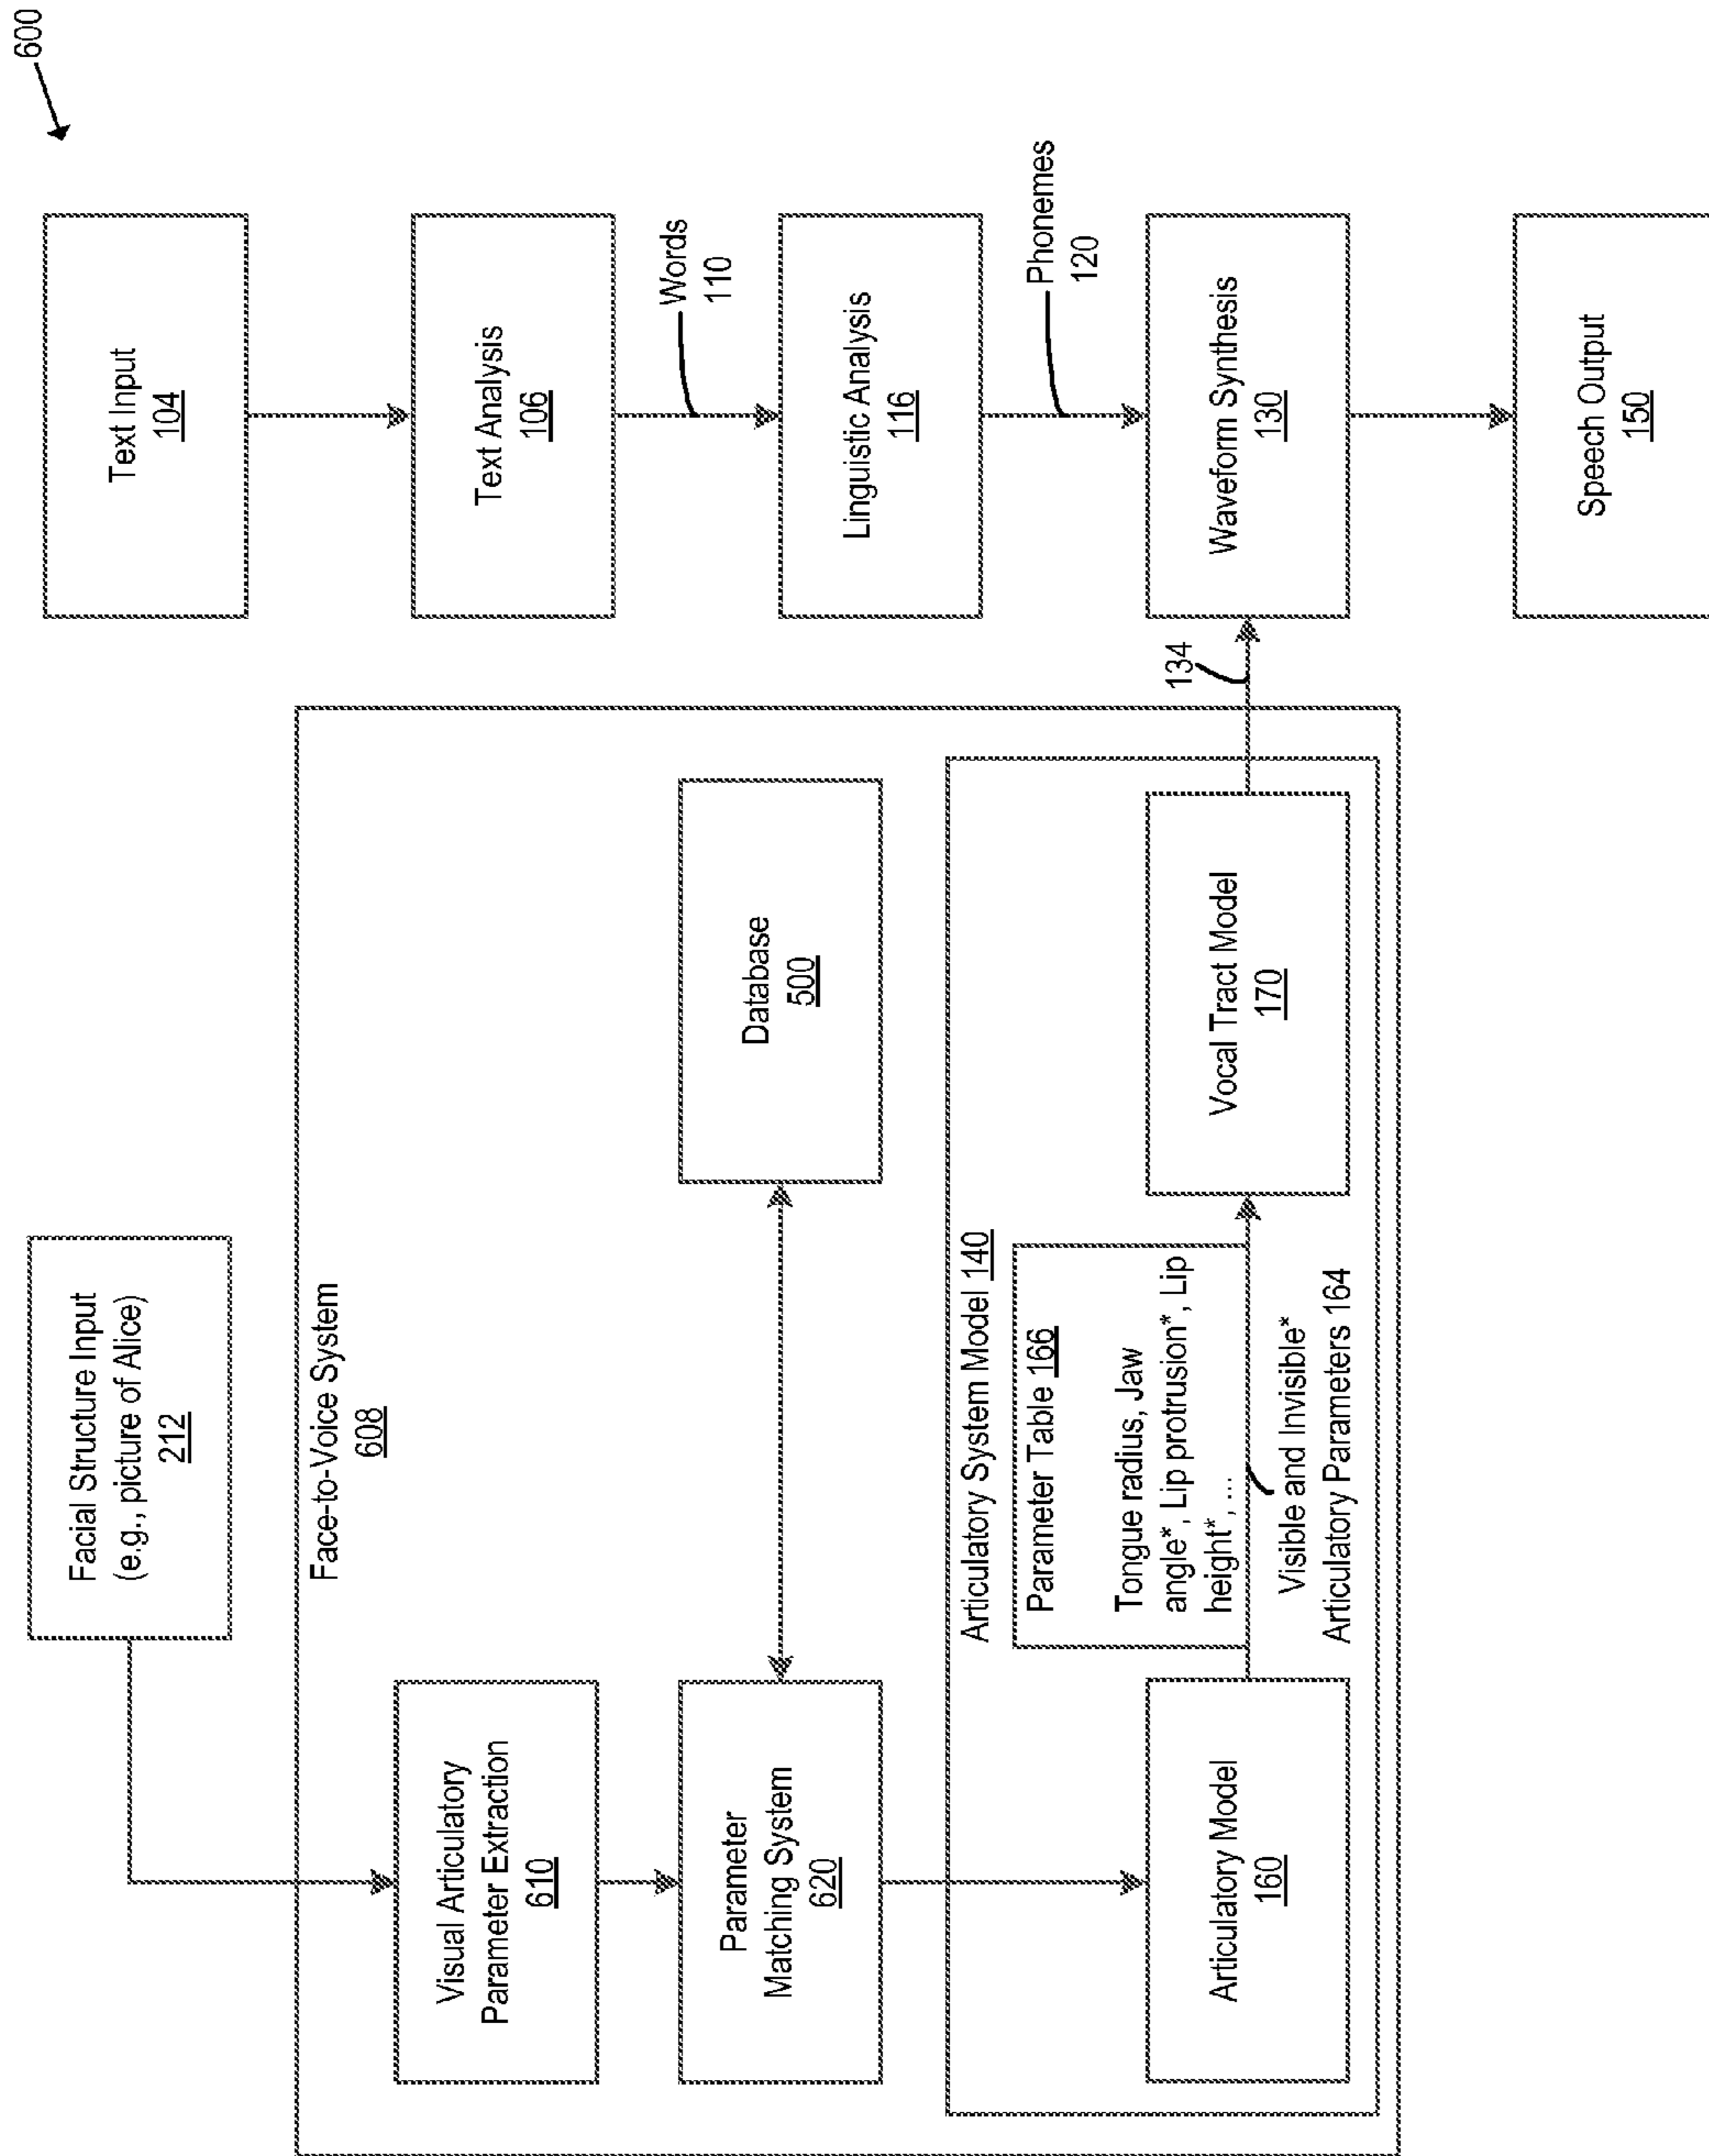 600
Facial Structure Input
(e.g., picture of Alice)
212
Text Input
104
Face-to-Voice System
608
Visual Articulatory
Parameter Extraction
610
Text Analysis
106
Words
110
Parameter
Matching System
620
Database
500
Linguistic Analysis
116
Phonemes
120
Articulatory System Model 140
Parameter Table 166
Tongue radius, Jaw
angle*, Lip protrusion*, Lip
height*, ...
Articulatory Model
160
Visible and Invisible*
Articulatory Parameters 164
Vocal Tract Model
170
134
Waveform Synthesis
130
Speech Output
150